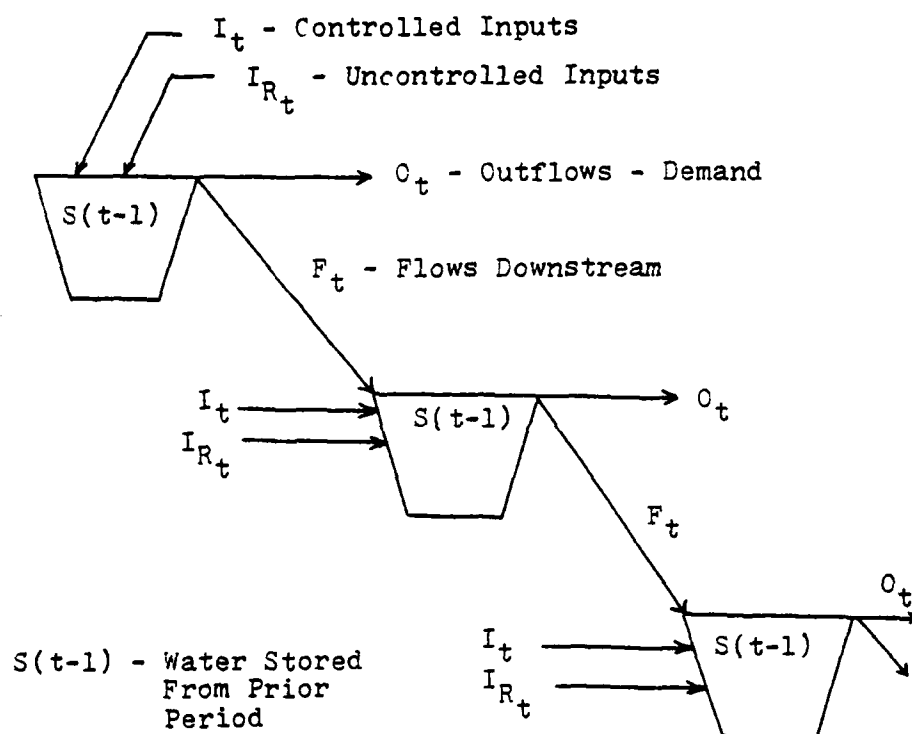 I_t - Controlled Inputs
I_R_t - Uncontrolled Inputs
O_t - Outflows - Demand
S(t-1)
F_t - Flows Downstream
I_t
S(t-1)
O_t
I_R_t
F_t
O_t
I_t
S(t-1)
I_R_t
S(t-1) - Water Stored
From Prior
Period